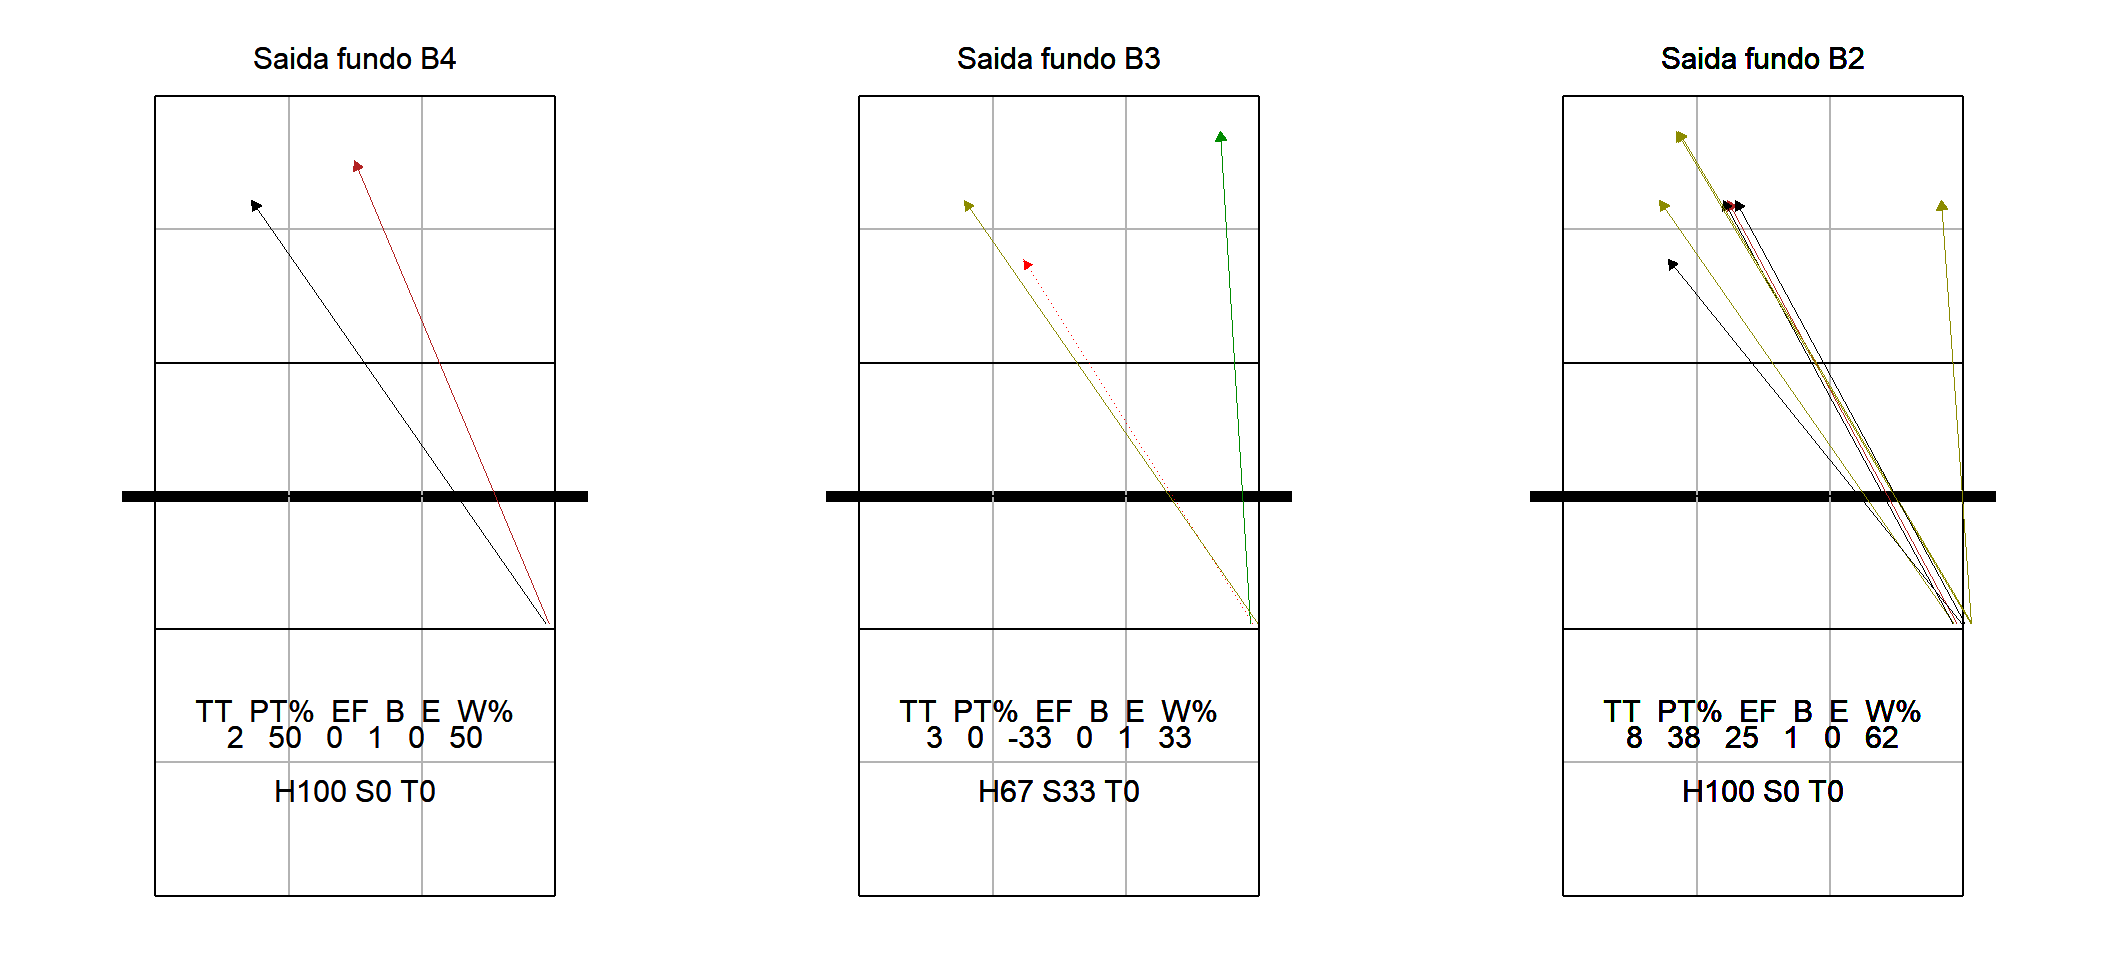 Saida fundo B4
TT PT% EF B E W%
2 50 0 1 0 50
H100 S0 T0
Saida fundo B3
TT PT% EF B E W%
3 0 -33 0 1 33
H67 S33 T0
Saida fundo B2
TT PT% EF B E W%
8 38 25 1 0 62
H100 S0 T0